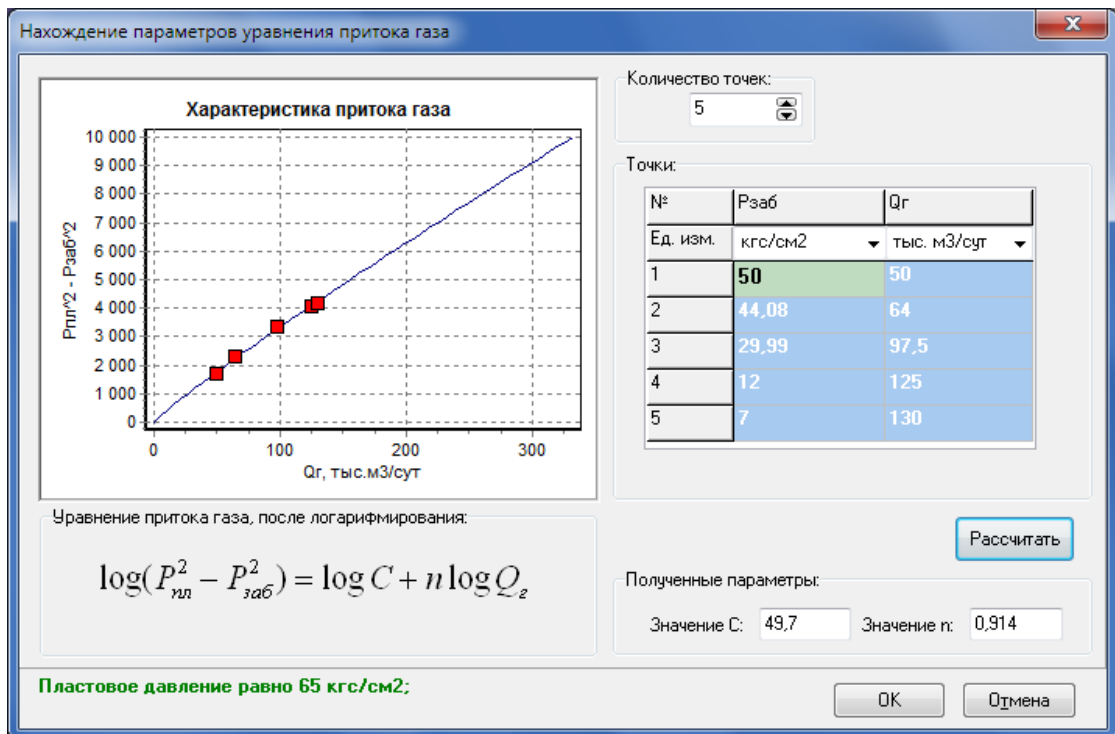 Нахождение параметров уравнения притока газа
Характеристика притока газа
Pпл^2 - Pзаб^2
10 000
9 000
8 000
7 000
6 000
5 000
4 000
3 000
2 000
1 000
0
0 100 200 300
Qг, тыс.м3/сут
Уравнение притока газа, после логарифмирования:
log(P²пл − P²заб) = log C + n log Qг
Количество точек:
5
Точки:
№ Pзаб Qг
Ед. изм. кгс/см2 тыс. м3/сут
1 50 50
2 44,08 64
3 29,99 97,5
4 12 125
5 7 130
Рассчитать
Полученные параметры:
Значение C: 49,7 Значение n: 0,914
Пластовое давление равно 65 кгс/см2;
OK Отмена